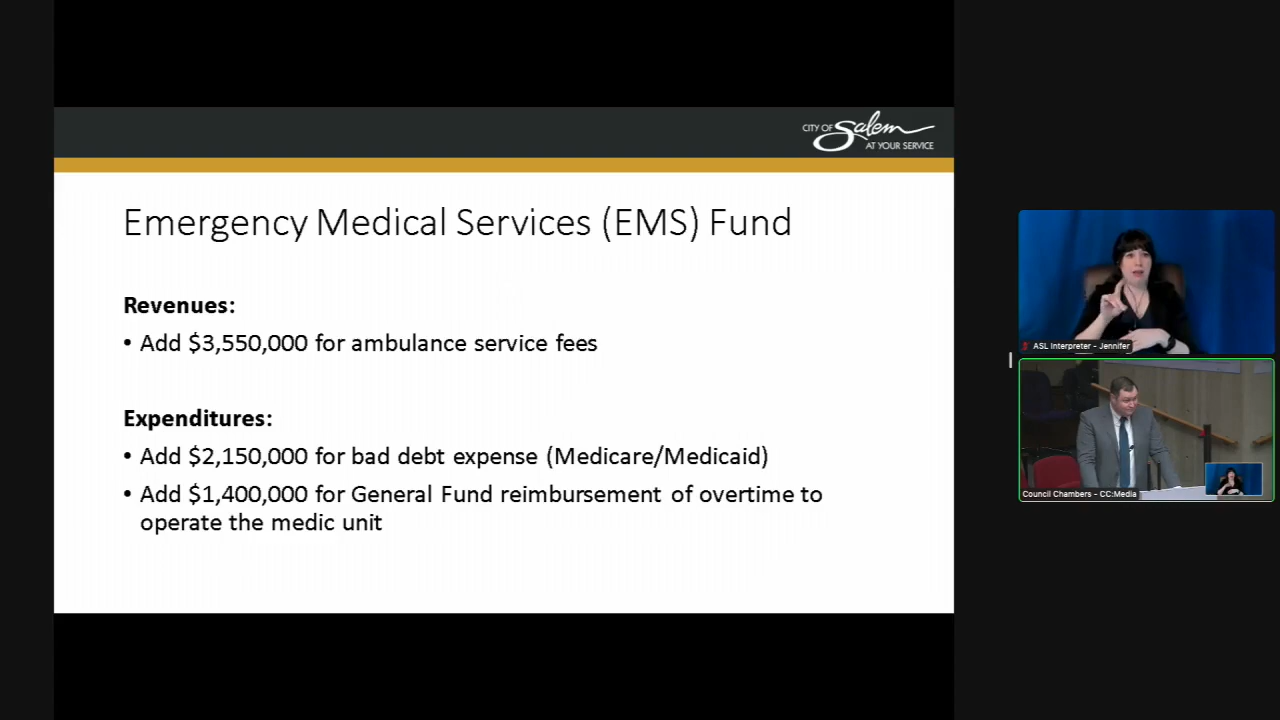 CITY OF Salem
AT YOUR SERVICE
Emergency Medical Services (EMS) Fund
Revenues:
• Add $3,550,000 for ambulance service fees
Expenditures:
• Add $2,150,000 for bad debt expense (Medicare/Medicaid)
• Add $1,400,000 for General Fund reimbursement of overtime to
operate the medic unit
ASL Interpreter - Jennifer
Council Chambers - CC:Media